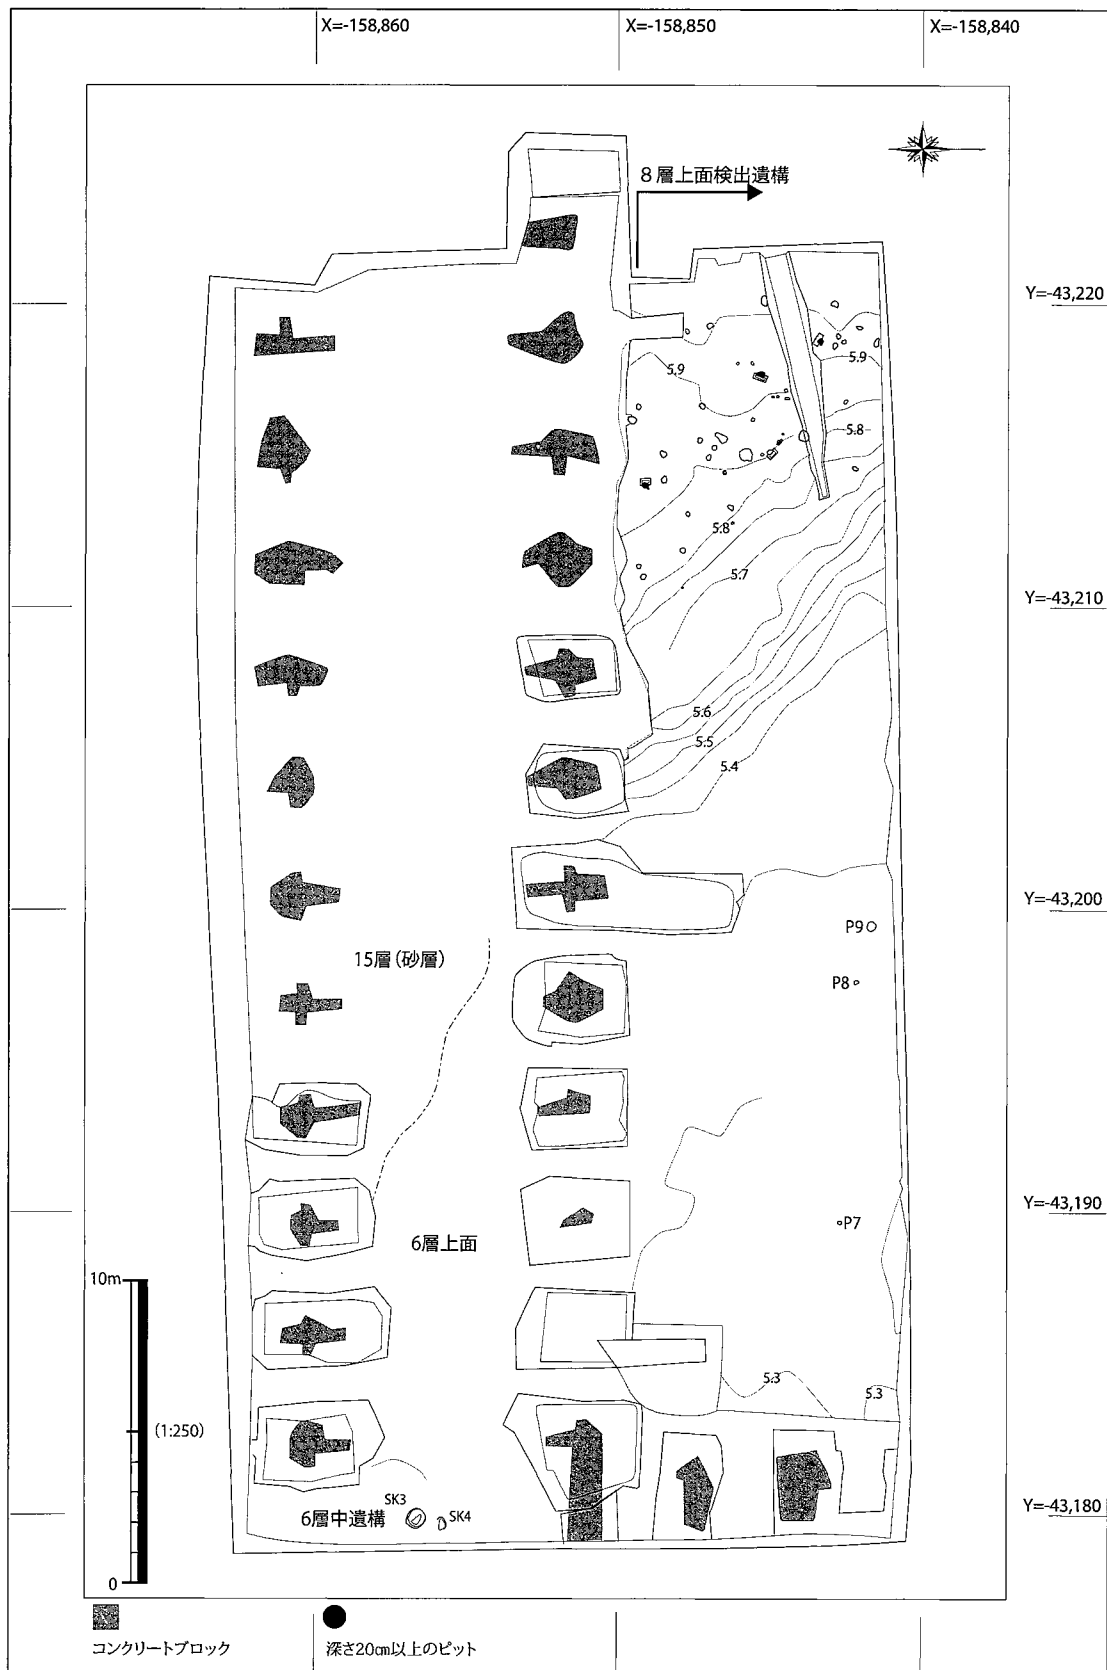 X=-158,860
X=-158,850
X=-158,840
8層上面検出遺構
Y=-43,220
5.9
5.9
5.8
5.8
5.7
Y=-43,210
5.6
5.5
5.4
Y=-43,200
P9
15層(砂層)
P8
Y=-43,190
P7
6層上面
10m
5.3
5.3
(1:250)
SK3
SK4
6層中遺構
Y=-43,180
0
コンクリートブロック
深さ20cm以上のピット